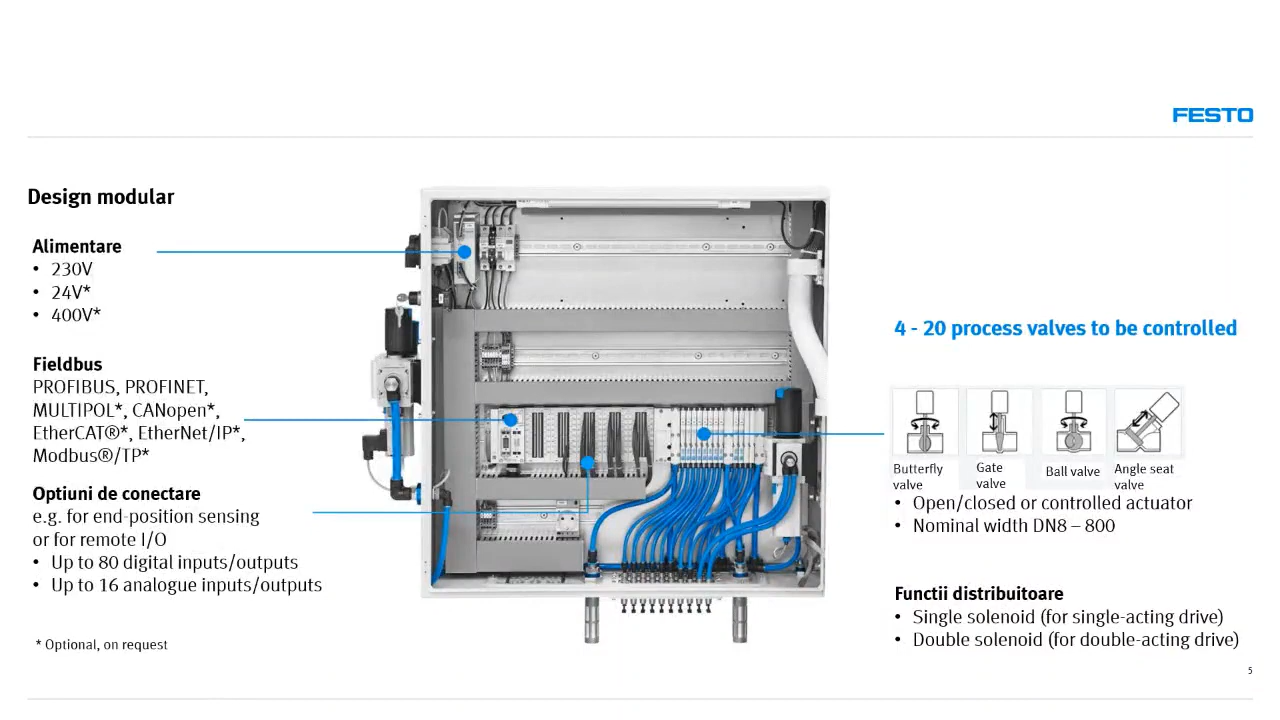 FESTO
Design modular
Alimentare
• 230V
• 24V*
• 400V*
Fieldbus
PROFIBUS, PROFINET,
MULTIPOL*, CANopen*,
EtherCAT®*, EtherNet/IP*,
Modbus®/TP*
Optiuni de conectare
e.g. for end-position sensing
or for remote I/O
• Up to 80 digital inputs/outputs
• Up to 16 analogue inputs/outputs
* Optional, on request
4 - 20 process valves to be controlled
Butterfly
valve
Gate
valve
Ball valve
Angle seat
valve
• Open/closed or controlled actuator
• Nominal width DN8 – 800
Functii distribuitoare
• Single solenoid (for single-acting drive)
• Double solenoid (for double-acting drive)
5